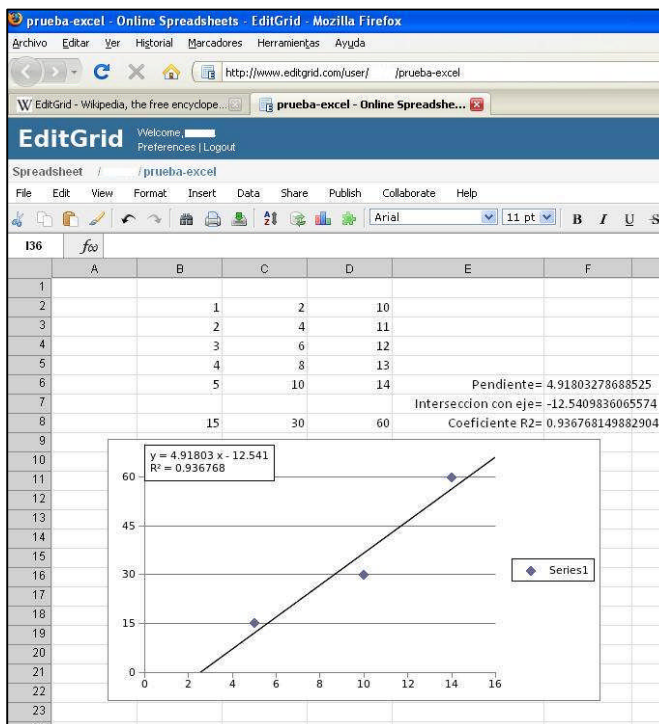 prueba-excel - Online Spreadsheets - EditGrid - Mozilla Firefox
Archivo Editar Ver Historial Marcadores Herramientas Ayuda
http://www.editgrid.com/user/ /prueba-excel
W EditGrid - Wikipedia, the free encyclope... prueba-excel - Online Spreadshe...
EditGrid Welcome,
Preferences | Logout
Spreadsheet / /prueba-excel
File Edit View Format Insert Data Share Publish Collaborate Help
Arial 11 pt B I U S
I36 f
A B C D E F
1
2 1 2 10
3 2 4 11
4 3 6 12
5 4 8 13
6 5 10 14 Pendiente= 4.91803278688525
7 Interseccion con eje= -12.5409836065574
8 15 30 60 Coeficiente R2= 0.936768149882904
9
10
11
12
13
14
15
16
17
18
19
20
21
22
23
y = 4.91803 x - 12.541
R² = 0.936768
60
45
30
15
0
0 2 4 6 8 10 12 14 16
Series1